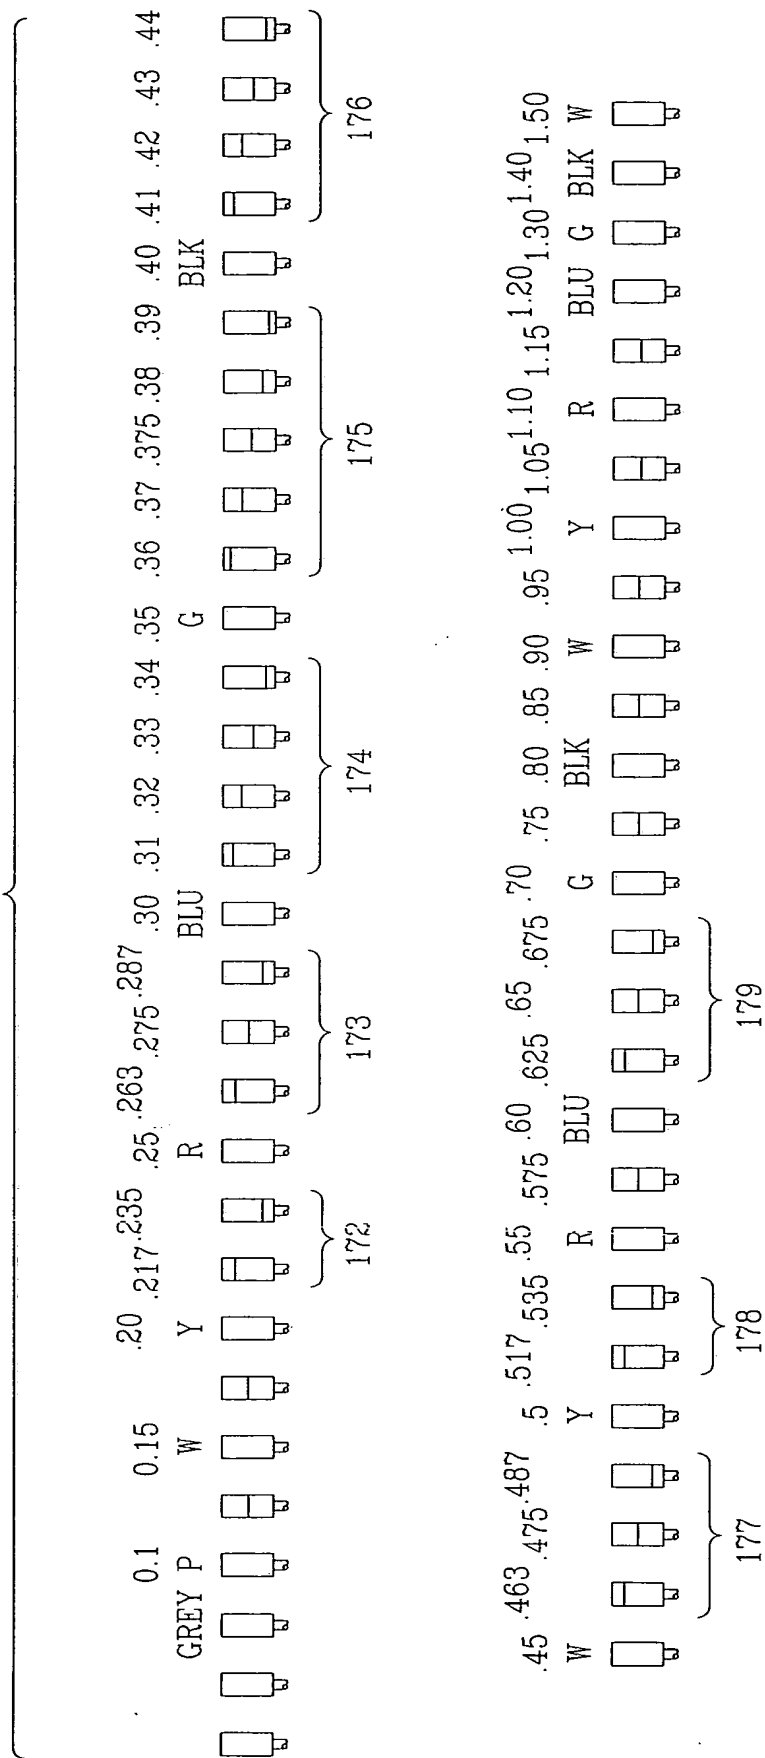 0.1 0.15 .20 .217 .235 .25 .263 .275 .287 .30 .31 .32 .33 .34 .35 .36 .37 .375 .38 .39 .40 .41 .42 .43 .44
GREY P W Y R BLU G BLK
172 173 174 175 176
.45 .463 .475 .487 .5 .517 .535 .55 .575 .60 .625 .65 .675 .70 .75 .80 .85 .90 .95 1.00 1.05 1.10 1.15 1.20 1.30 1.40 1.50
W Y R BLU G BLK W Y R BLU G BLK W
177 178 179